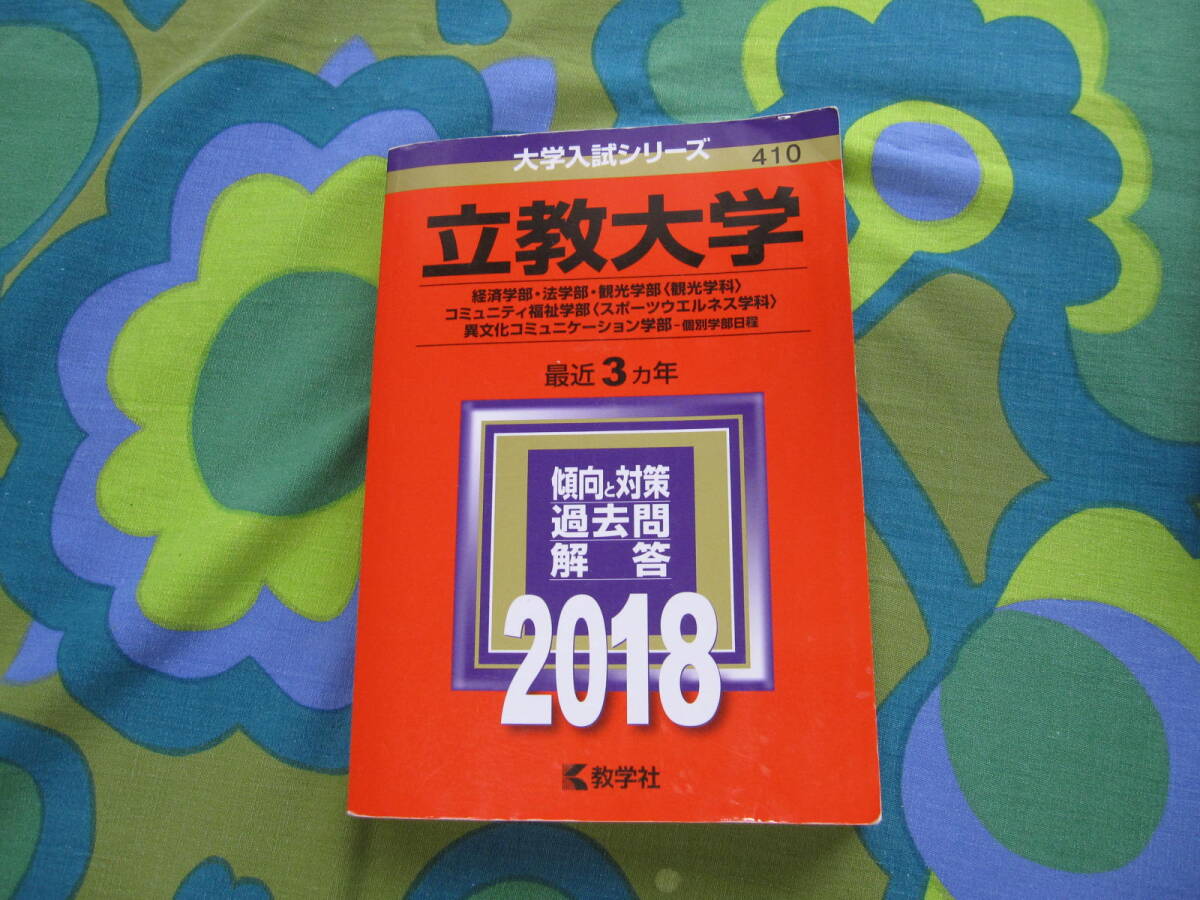 大学入試シリーズ 410
立教大学
経済学部・法学部・観光学部〈観光学科〉
コミュニティ福祉学部〈スポーツウエルネス学科〉
異文化コミュニケーション学部－個別学部日程
最近3カ年
傾向と対策
過去問
解答
2018
教学社